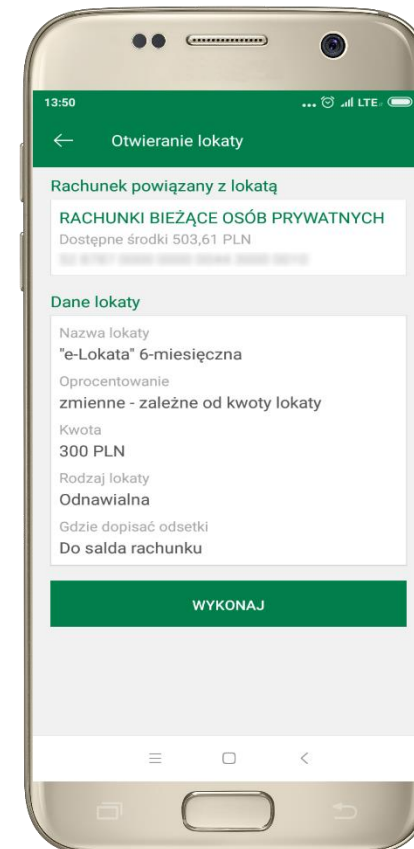 13:50 ... LTE
Otwieranie lokaty
Rachunek powiązany z lokatą
RACHUNKI BIEŻĄCE OSÓB PRYWATNYCH
Dostępne środki 503,61 PLN
Dane lokaty
Nazwa lokaty
"e-Lokata" 6-miesięczna
Oprocentowanie
zmienne - zależne od kwoty lokaty
Kwota
300 PLN
Rodzaj lokaty
Odnawialna
Gdzie dopisać odsetki
Do salda rachunku
WYKONAJ